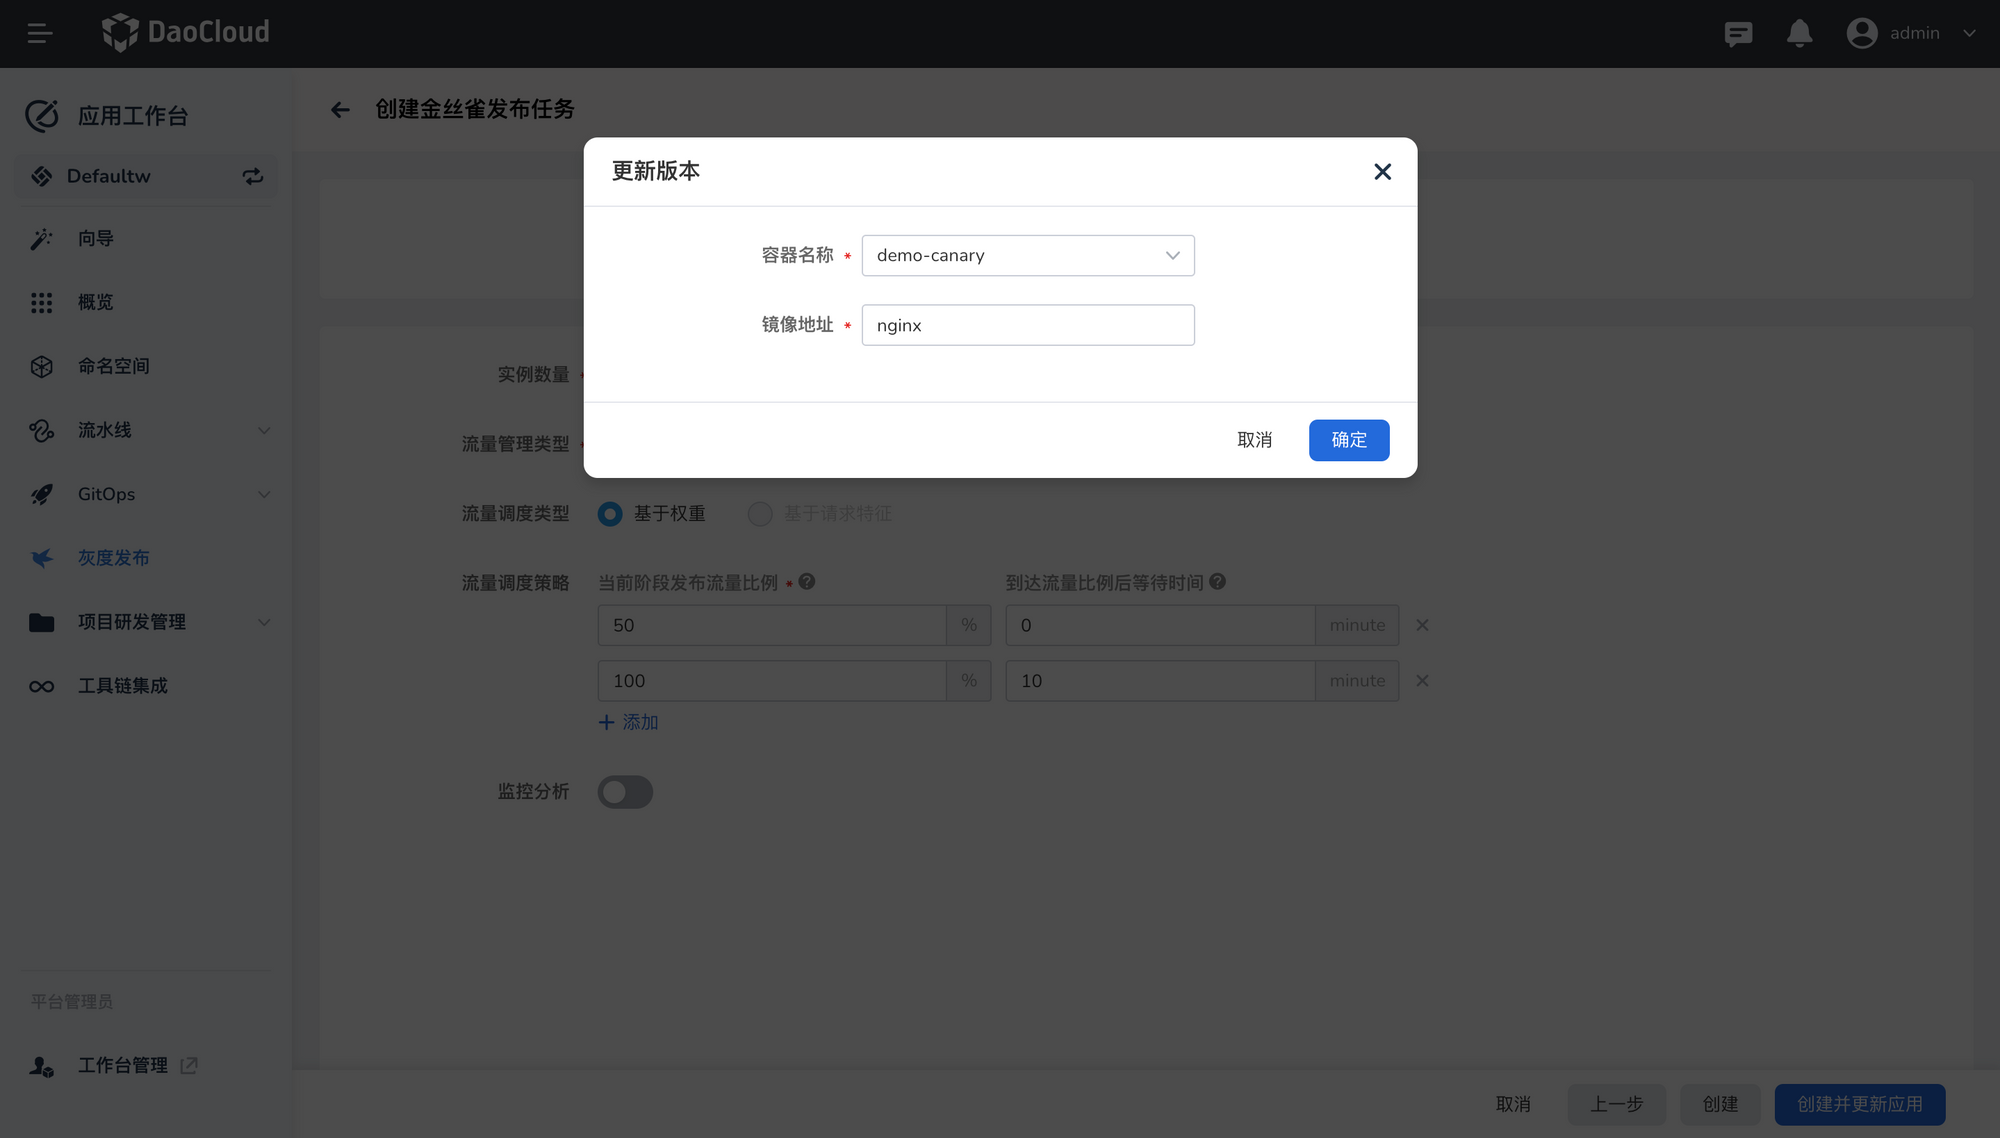 DaoCloud
admin
应用工作台
Defaultw
向导
概览
命名空间
流水线
GitOps
灰度发布
项目研发管理
工具链集成
平台管理员
工作台管理
创建金丝雀发布任务
更新版本
容器名称 * demo-canary
镜像地址 * nginx
取消 确定
实例数量
流量管理类型
流量调度类型 基于权重 基于请求特征
流量调度策略 当前阶段发布流量比例 * 到达流量比例后等待时间
50 % 0 minute
100 % 10 minute
添加
监控分析
取消 上一步 创建 创建并更新应用